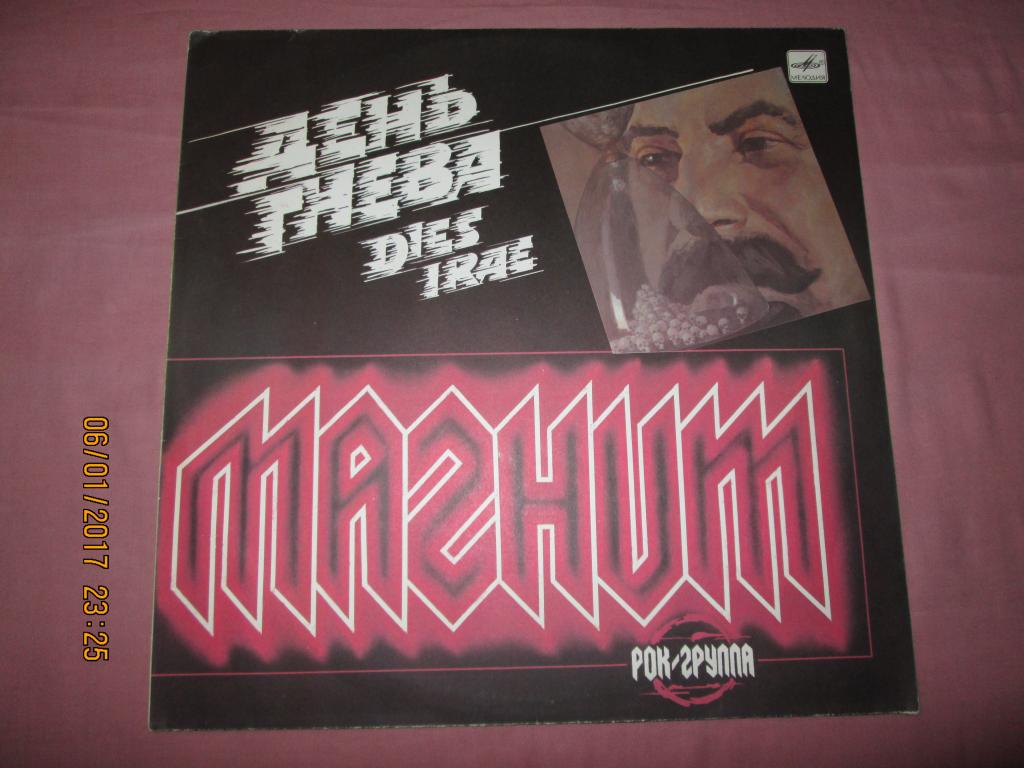 ДЕНЬ
ГНЕВА
DIES
IRAE
МЕЛОДИЯ
МАГНИТ
РОК-ГРУППА
06/01/2017 23:25